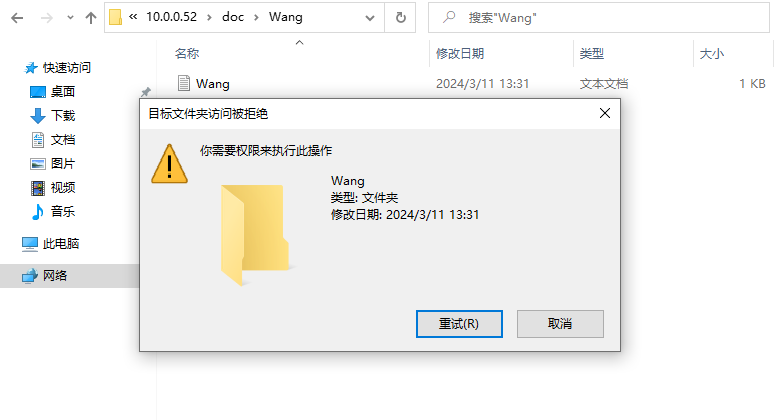 « 10.0.0.52 › doc › Wang
搜索"Wang"
名称 修改日期 类型 大小
快速访问
Wang 2024/3/11 13:31 文本文档 1 KB
桌面
下载
文档
图片
视频
音乐
此电脑
网络
目标文件夹访问被拒绝
你需要权限来执行此操作
Wang
类型: 文件夹
修改日期: 2024/3/11 13:31
重试(R) 取消